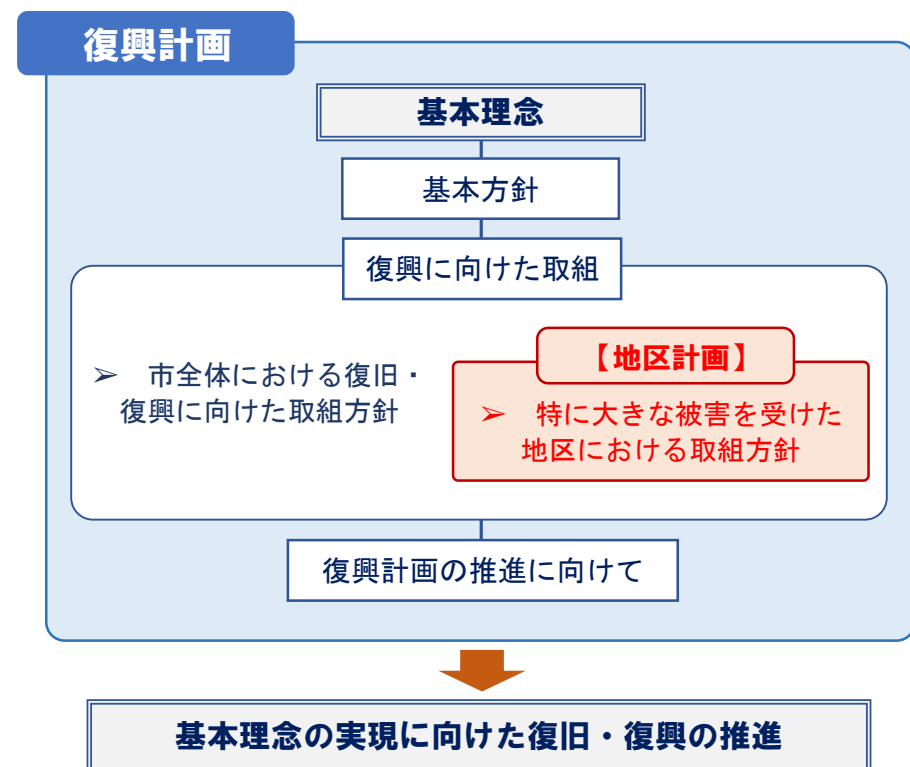 復興計画
基本理念
基本方針
復興に向けた取組
➢ 市全体における復旧・
復興に向けた取組方針
【地区計画】
➢ 特に大きな被害を受けた
地区における取組方針
復興計画の推進に向けて
基本理念の実現に向けた復旧・復興の推進